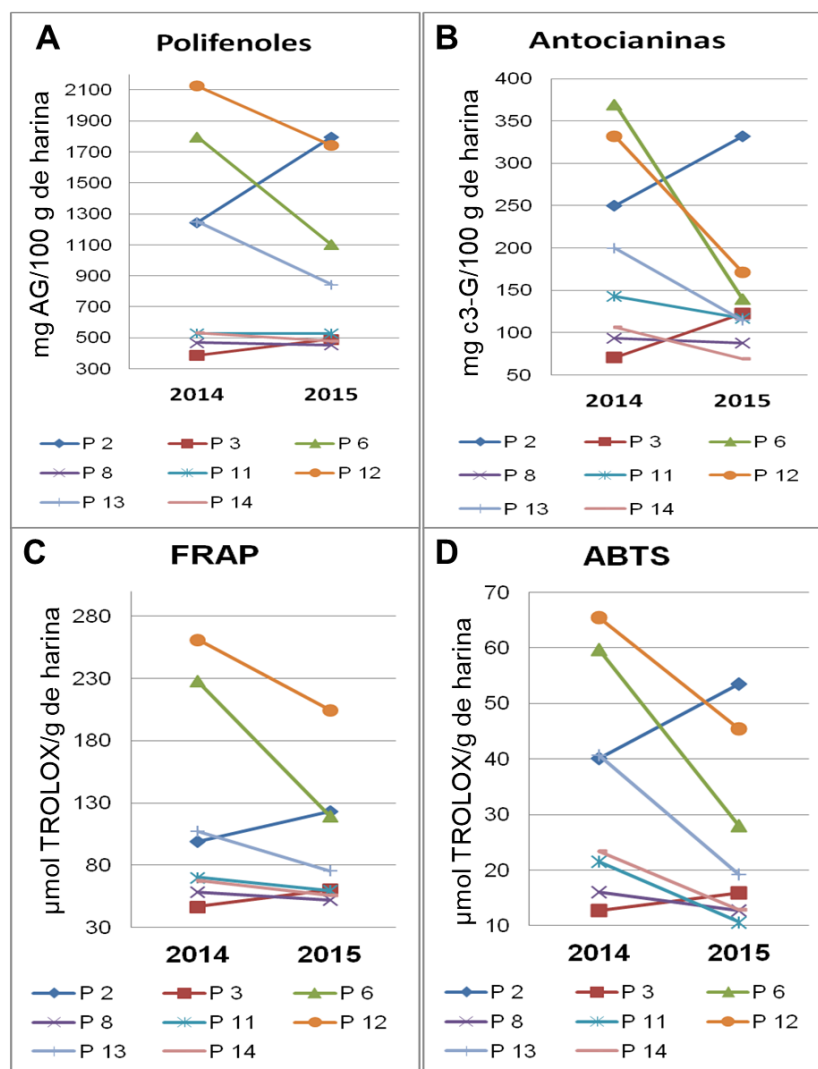 A
Polifenoles
mg AG/100 g de harina
2100
1900
1700
1500
1300
1100
900
700
500
300
2014 2015
P 2 P 3 P 6
P 8 P 11 P 12
P 13 P 14
B
Antocianinas
mg c3-G/100 g de harina
400
350
300
250
200
150
100
50
2014 2015
P 2 P 3 P 6
P 8 P 11 P 12
P 13 P 14
C
FRAP
µmol TROLOX/g de harina
280
230
180
130
80
30
2014 2015
P 2 P 3 P 6
P 8 P 11 P 12
P 13 P 14
D
ABTS
µmol TROLOX/g de harina
70
60
50
40
30
20
10
2014 2015
P 2 P 3 P 6
P 8 P 11 P 12
P 13 P 14